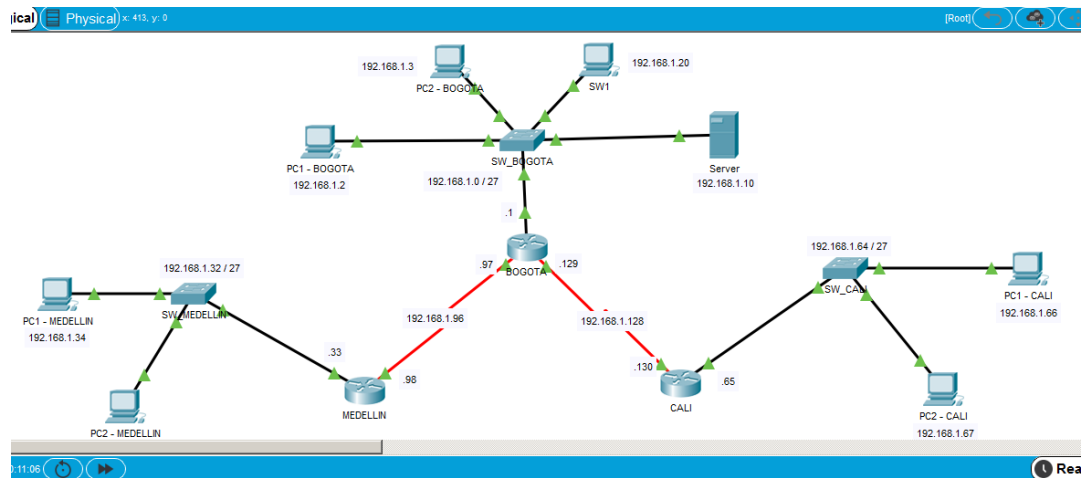 ical) Physical x: 413, y: 0 [Root]
192.168.1.3
PC2 - BOGOTA
192.168.1.20
SW1
PC1 - BOGOTA
192.168.1.2
SW_BOGOTA
192.168.1.0 / 27
Server
192.168.1.10
.1
BOGOTA
.97
.129
192.168.1.32 / 27
PC1 - MEDELLIN
192.168.1.34
SW_MEDELLIN
192.168.1.96
192.168.1.128
192.168.1.64 / 27
SW_CALI
PC1 - CALI
192.168.1.66
.33
.98
MEDELLIN
.130
.65
CALI
PC2 - MEDELLIN
PC2 - CALI
192.168.1.67
0:11:06
Rea